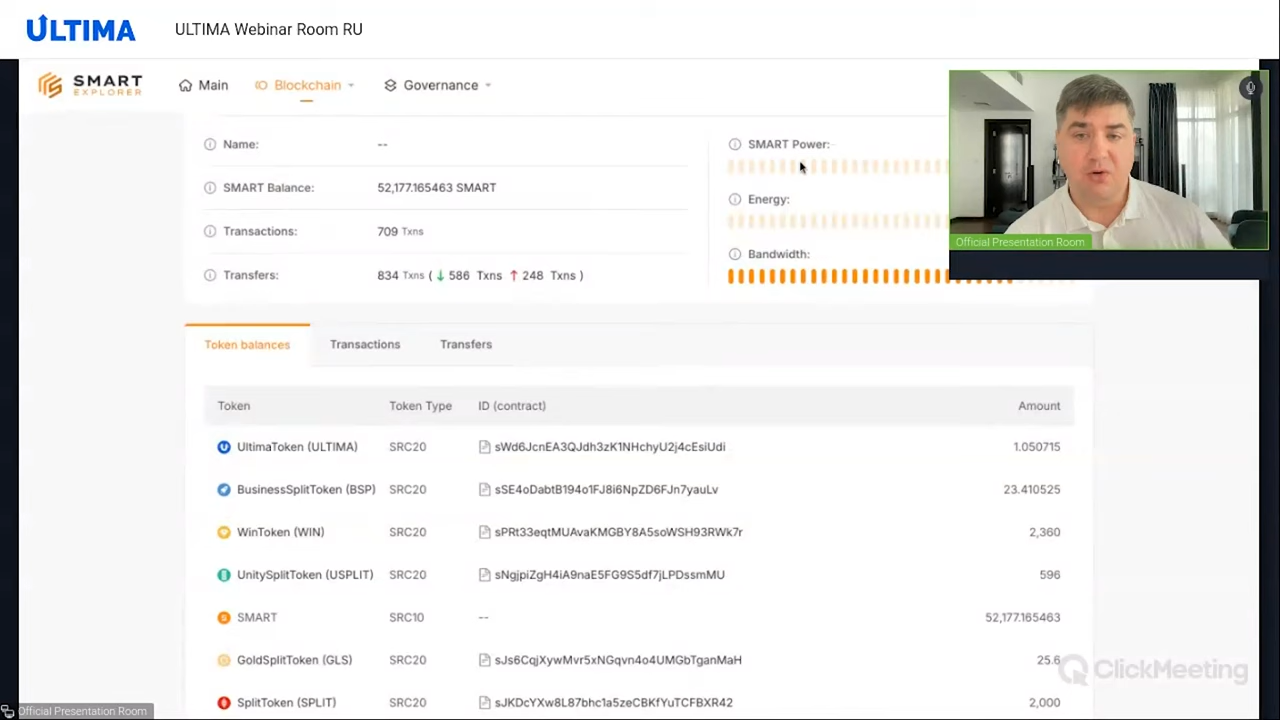 ULTIMA
ULTIMA Webinar Room RU
SMART
EXPLORER
Main
Blockchain
Governance
Name:
--
SMART Power:
SMART Balance:
52,177.165463 SMART
Energy:
Transactions:
709 Txns
Transfers:
834 Txns ( ↓ 586 Txns ↑ 248 Txns )
Bandwidth:
Official Presentation Room
Token balances
Transactions
Transfers
Token Token Type ID (contract) Amount
UltimaToken (ULTIMA) SRC20 sWd6JcnEA3QJdh3zK1NHchyU2j4cEsiUdi 1.050715
BusinessSplitToken (BSP) SRC20 sSE4oDabtB194o1FJ8i6NpZD6FJn7yauLv 23.410525
WinToken (WIN) SRC20 sPRt33eqtMUAvaKMGBY8A5soWSH93RWk7r 2,360
UnitySplitToken (USPLIT) SRC20 sNgjpiZgH4iA9naE5FG9S5df7jLPDssmMU 596
SMART SRC10 -- 52,177.165463
GoldSplitToken (GLS) SRC20 sJs6CqjXywMvr5xNGqvn4o4UMGbTganMaH 25.6
SplitToken (SPLIT) SRC20 sJKDcYXw8L87bhc1a5zeCBKfYuTCFBXR42 2,000
ClickMeeting
Official Presentation Room